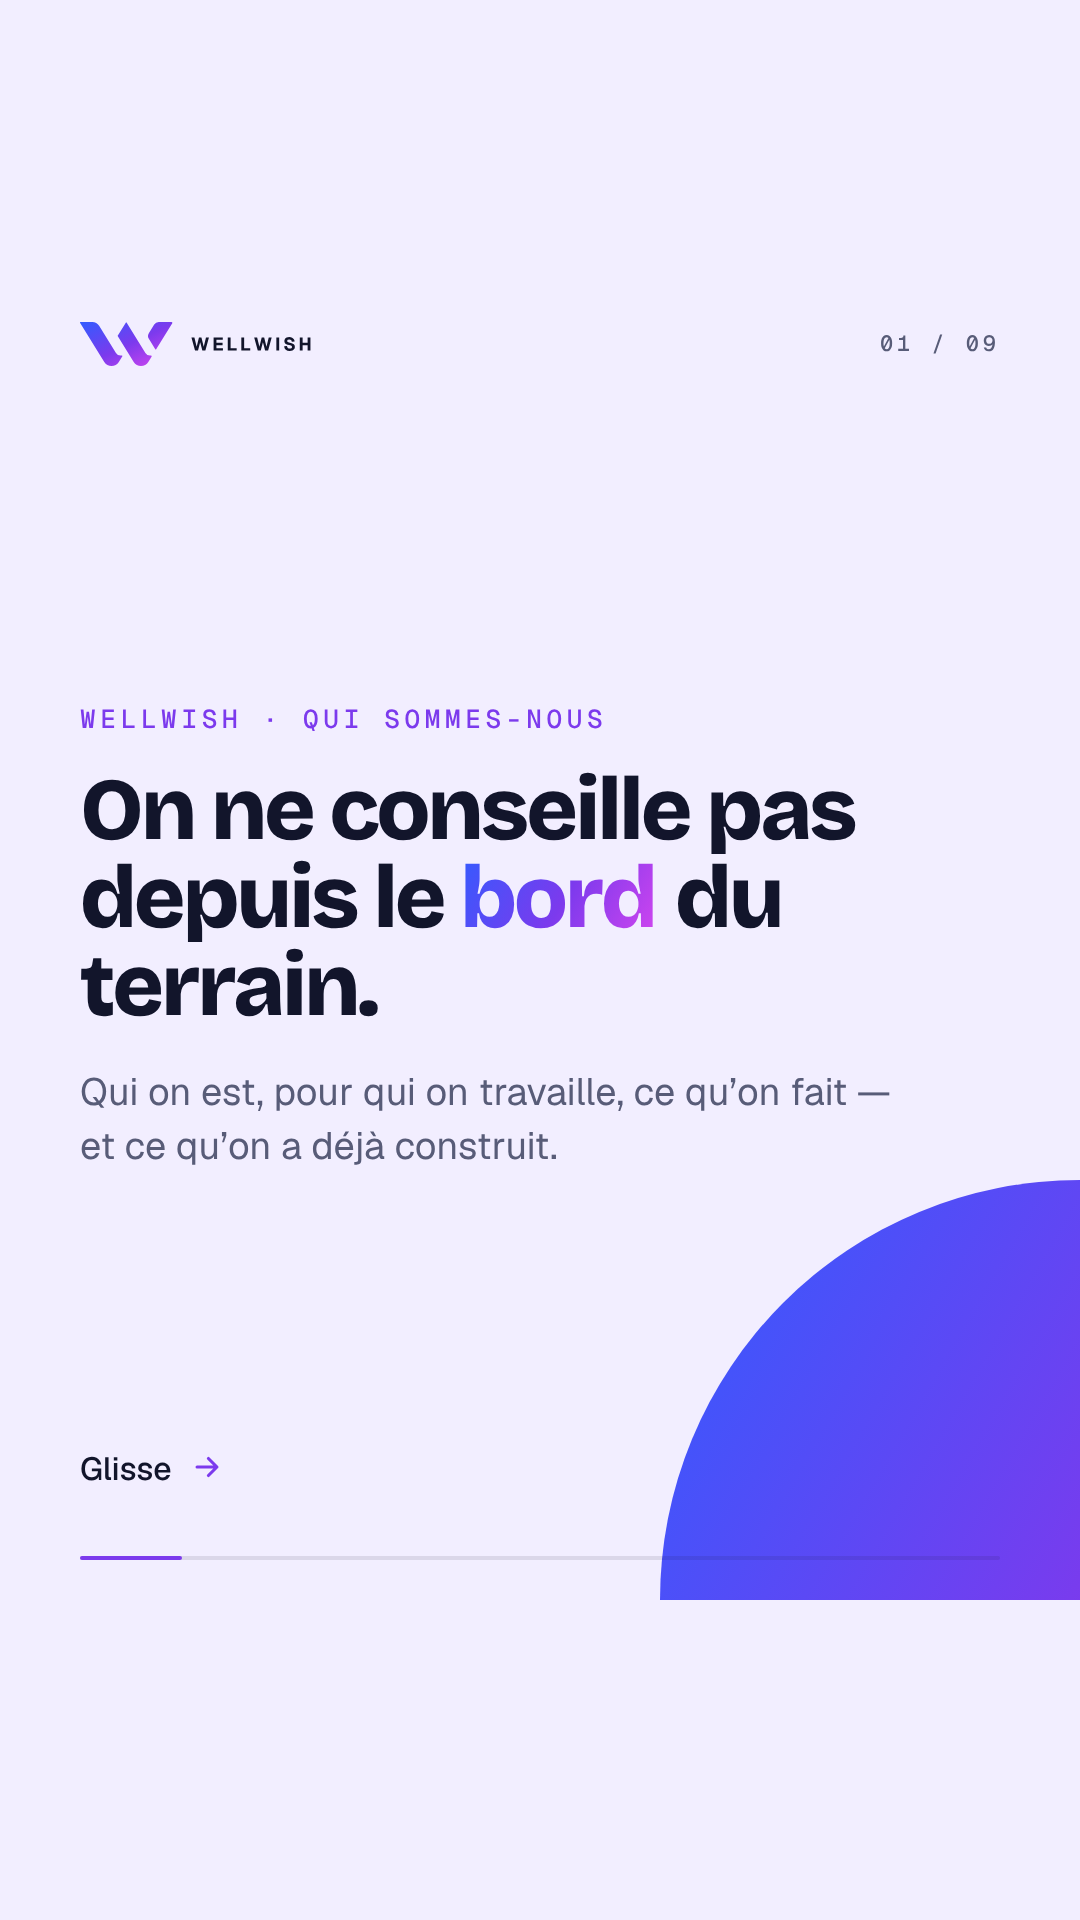 WELLWISH
01 / 09
WELLWISH · QUI SOMMES-NOUS
On ne conseille pas
depuis le bord du
terrain.
Qui on est, pour qui on travaille, ce qu’on fait —
et ce qu’on a déjà construit.
Glisse →